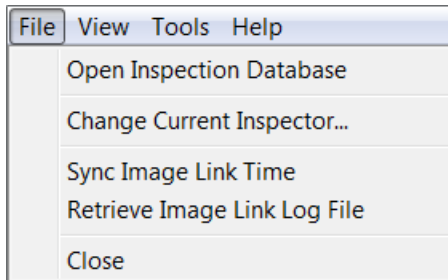 File View Tools Help
Open Inspection Database
Change Current Inspector...
Sync Image Link Time
Retrieve Image Link Log File
Close